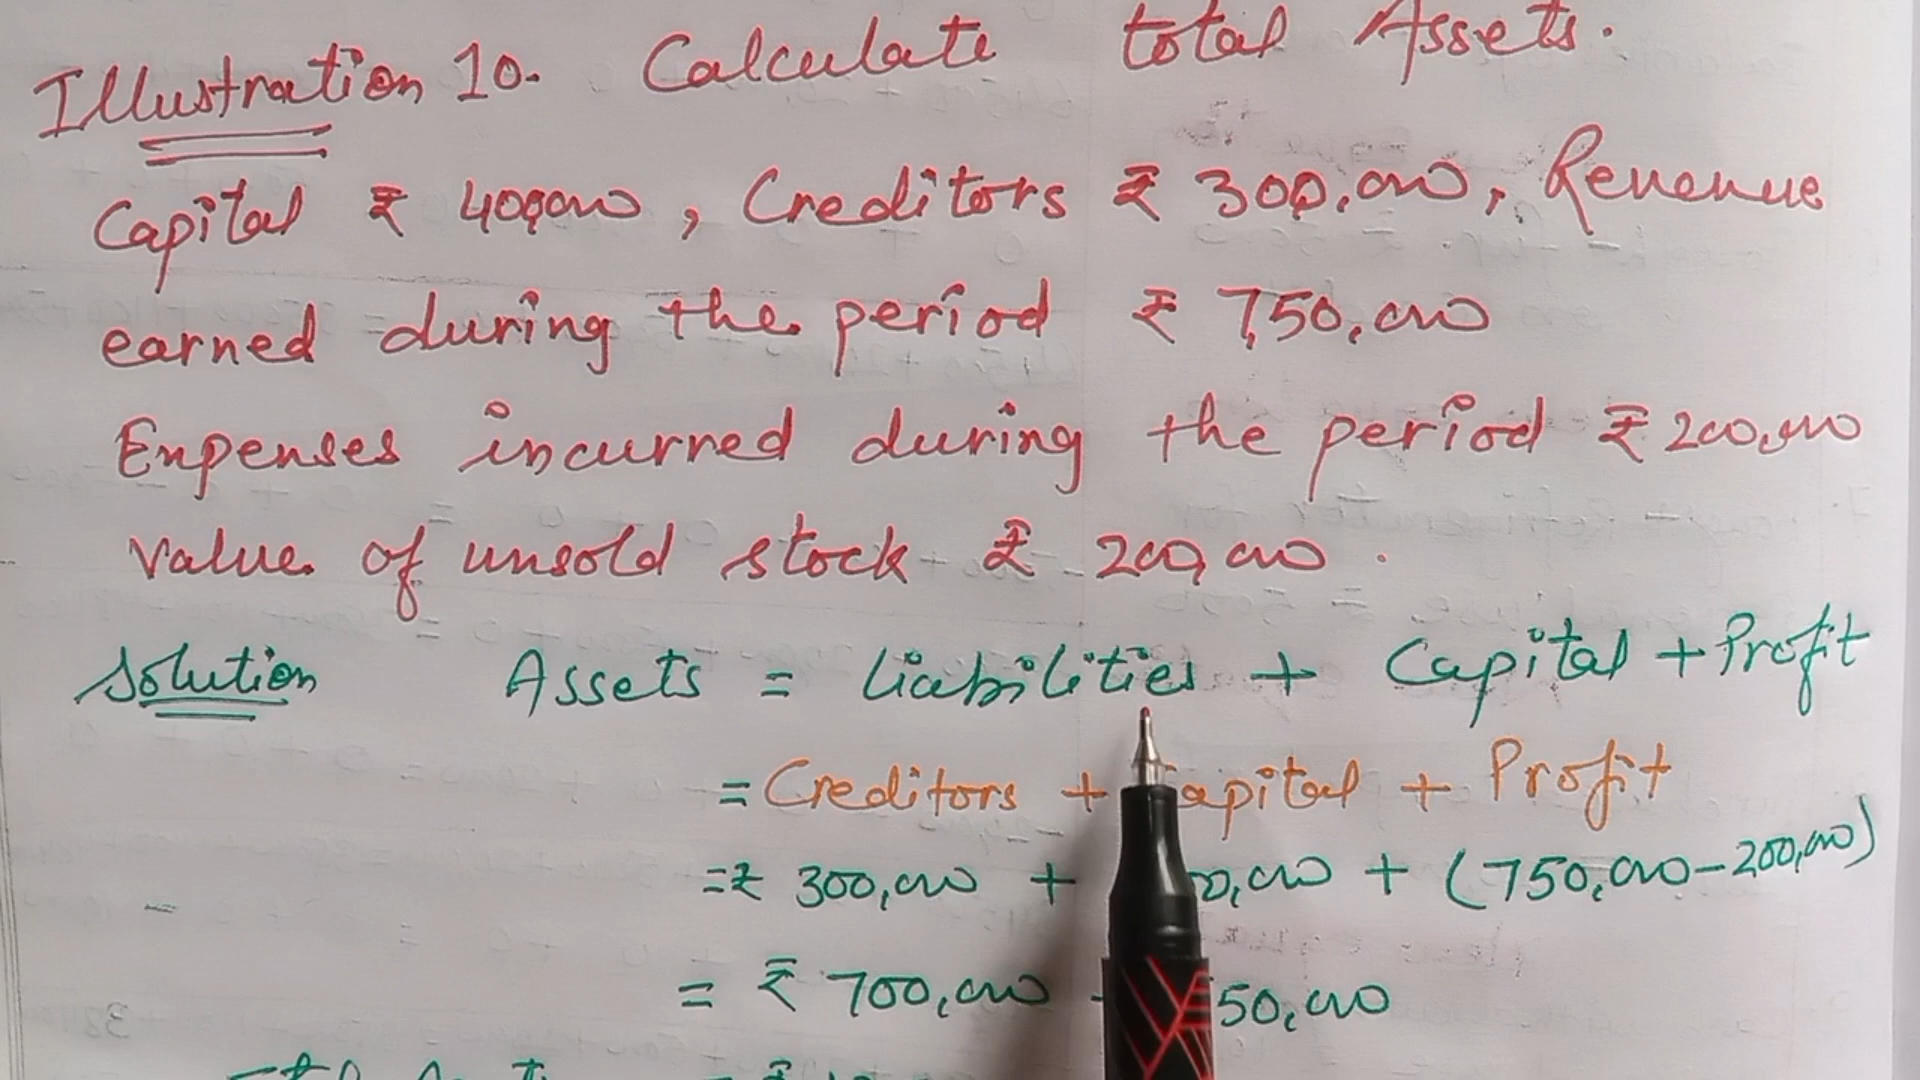 Illustration 10. Calculate total Assets.
Capital ₹ 400,000, Creditors ₹ 300,000, Revenue
earned during the period ₹ 750,000
Expenses incurred during the period ₹ 200,000
Value of unsold stock ₹ 200,000.
Solution Assets = Liabilities + Capital + Profit
= Creditors + Capital + Profit
= ₹ 300,000 + 00,000 + (750,000 - 200,000)
= ₹ 700,000 50,000